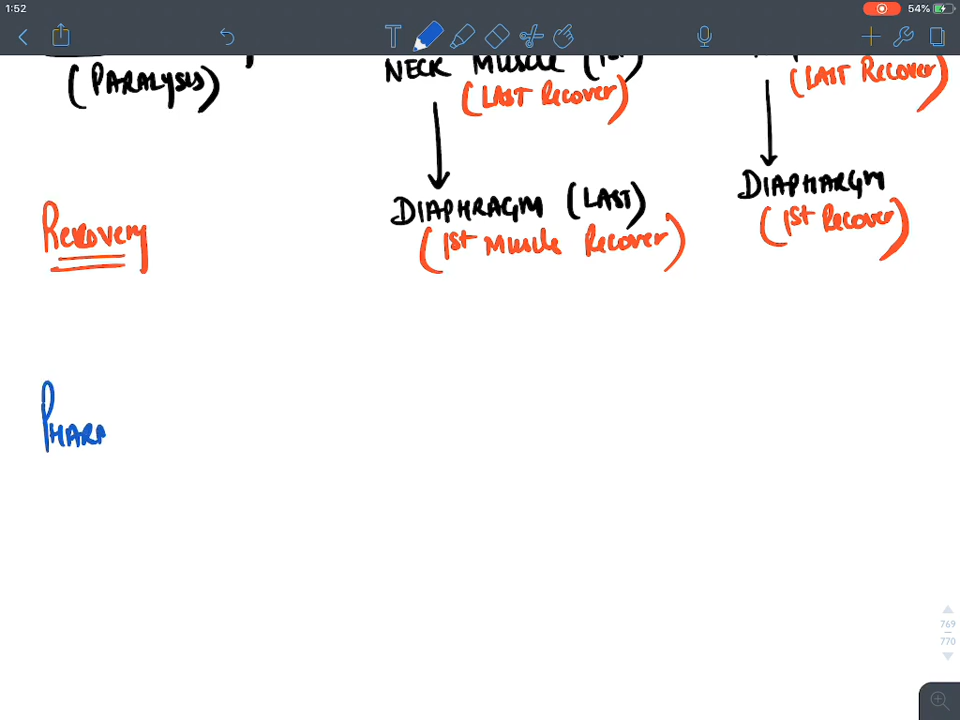 1:52
54%
T
NECK MUSCLE
(LAST Recover)
(PARALYSIS)
(LAST Recover)
DIAPHRAGM (LAST)
(1st Muscle Recover)
DIAPHARGM
(1st Recover)
Recovery
PHAR
769
770